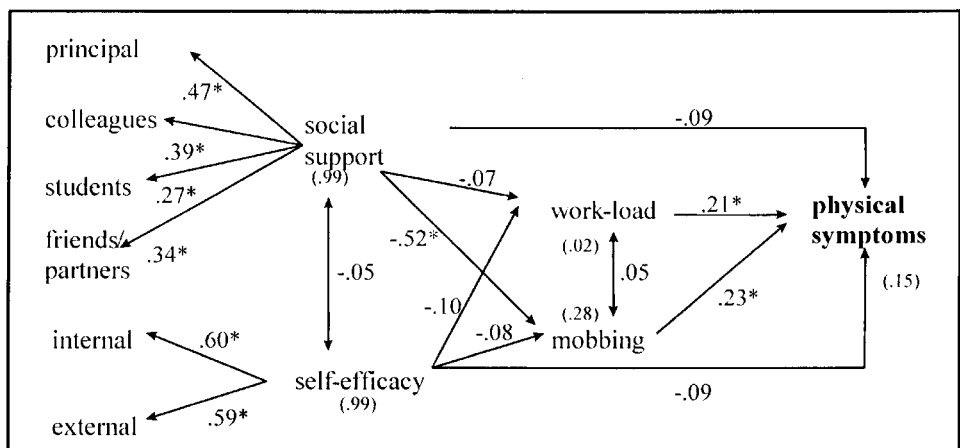 principal
.47*
colleagues
.39*
students
.27*
friends/
partners
.34*
social
support
(.99)
-.09
-.07
-.52*
work-load
(.02)
.21*
physical
symptoms
(.15)
-.05
.05
-.10
(.28)
mobbing
.23*
-.08
internal
.60*
self-efficacy
(.99)
-.09
.59*
external